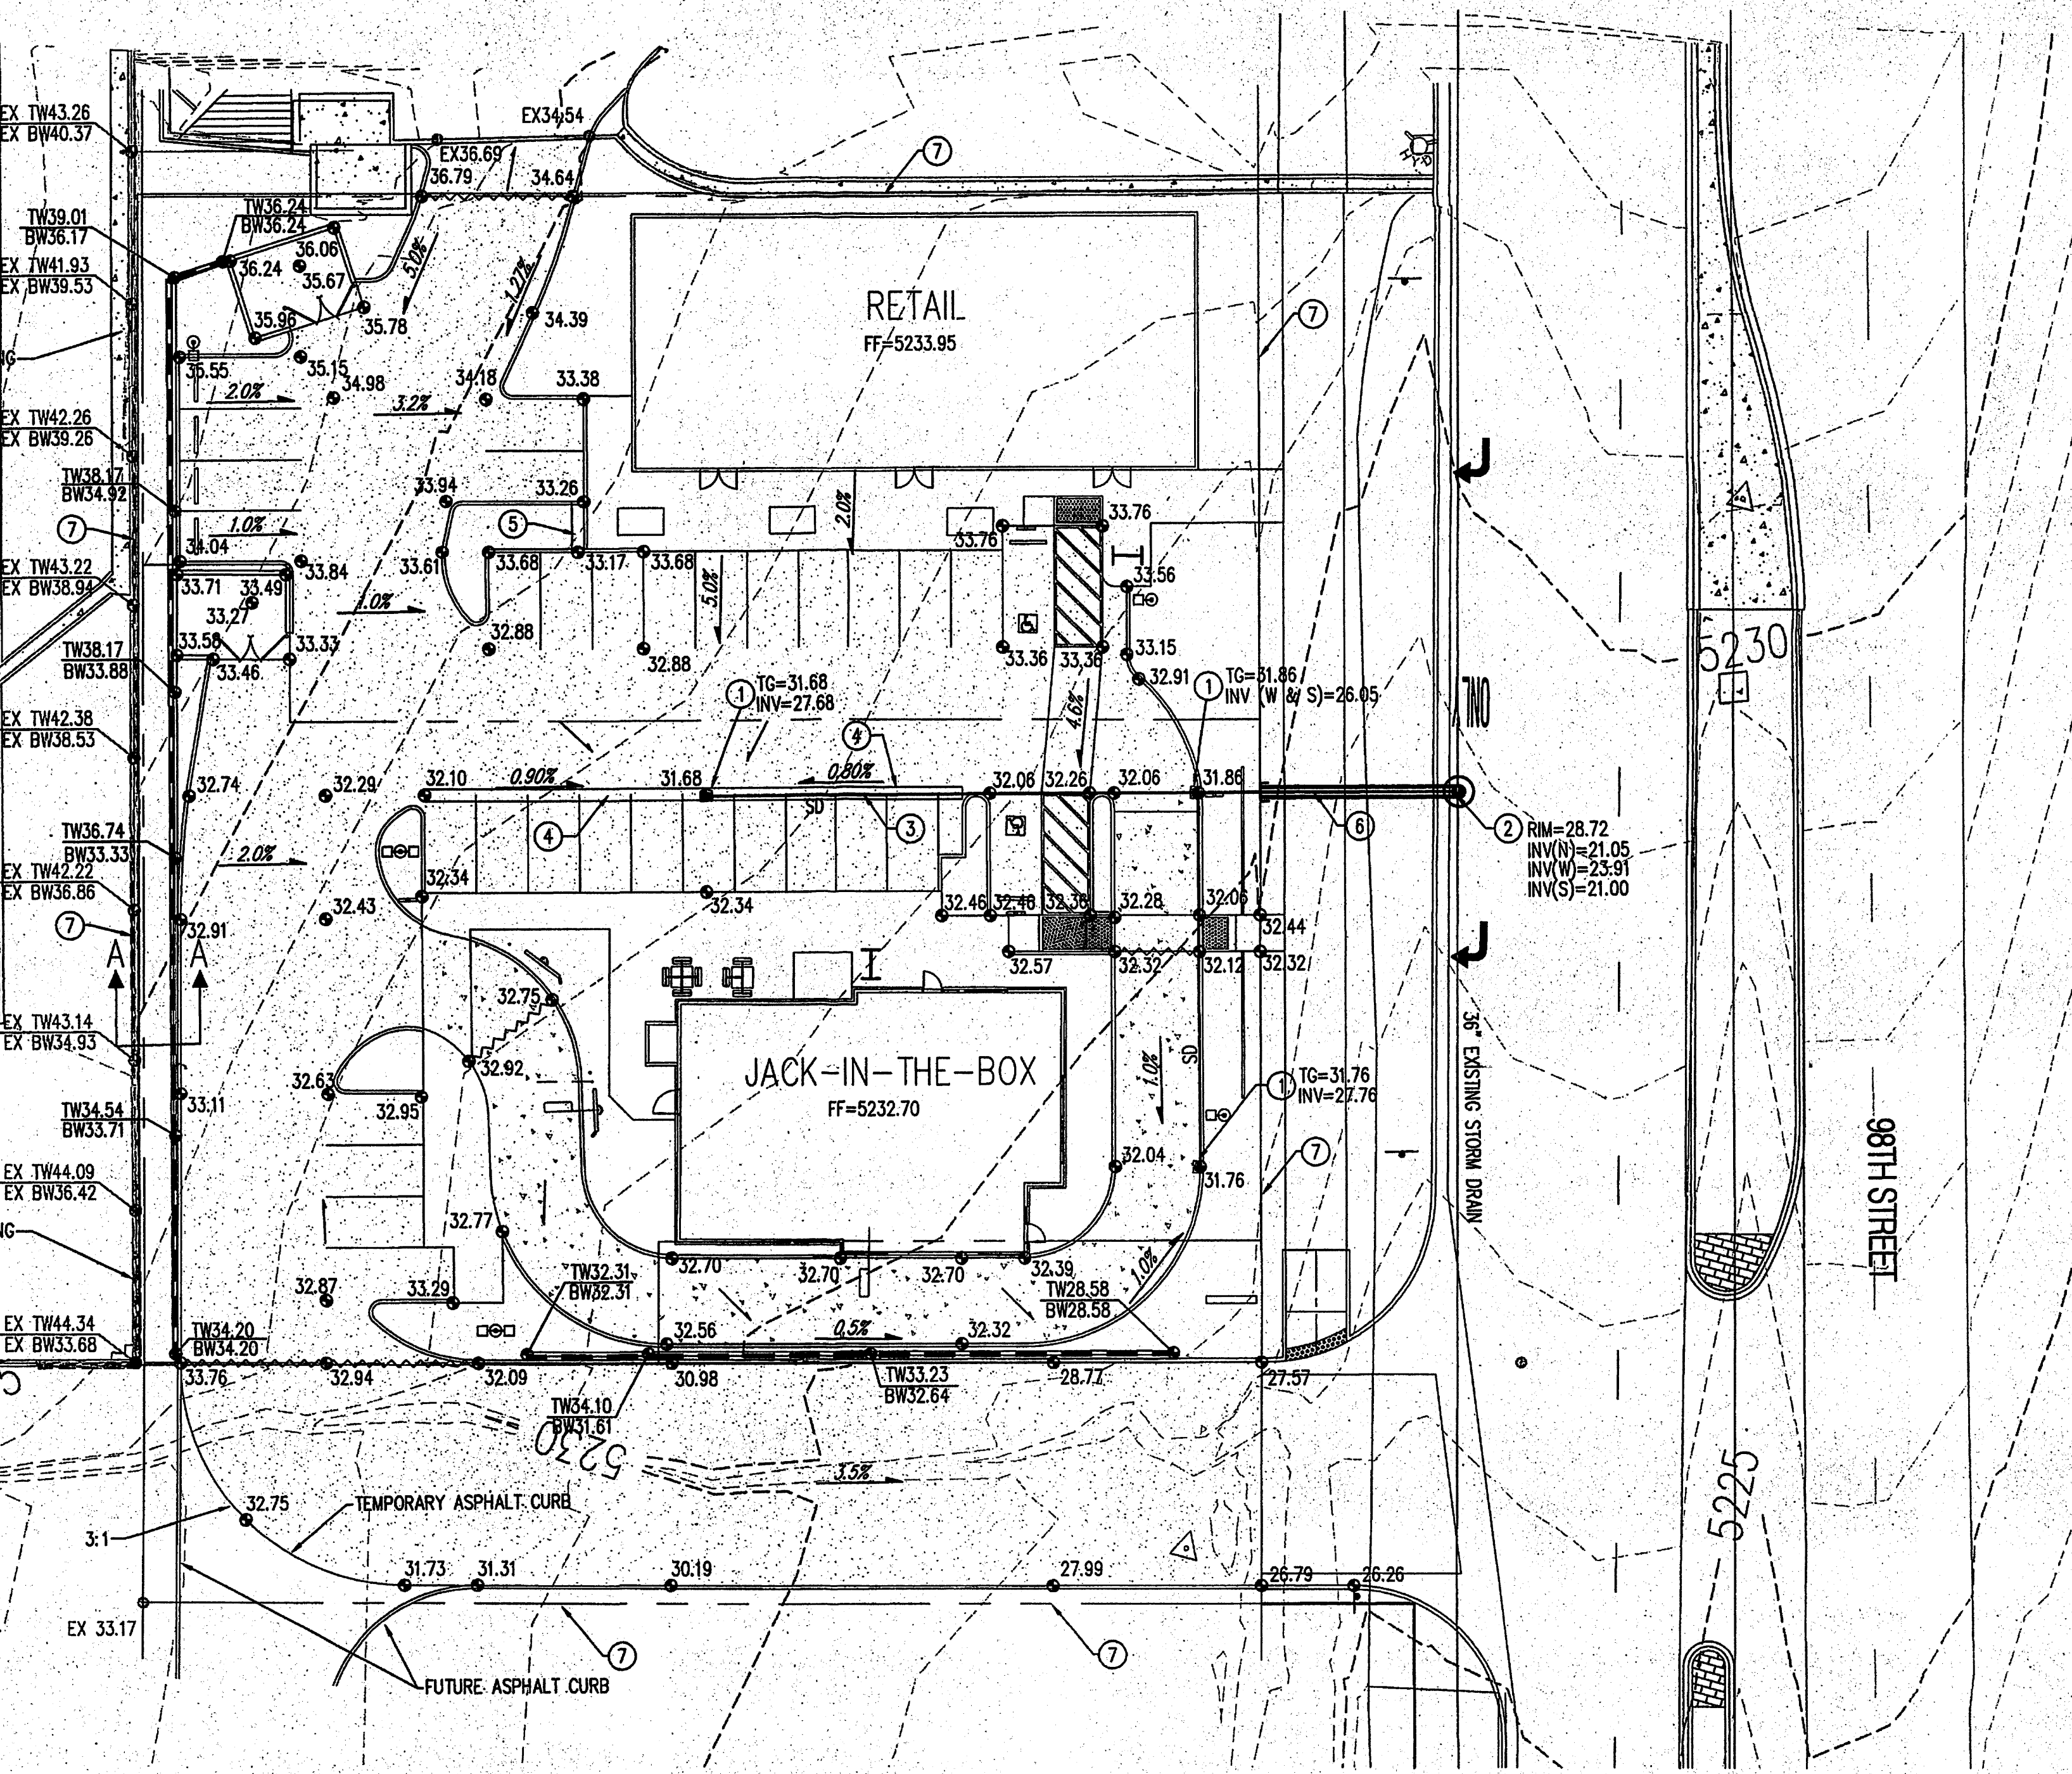 EX TW43.26
EX BW40.37
TW39.01
BW36.17
EX TW41.93
EX BW39.53
EX TW42.26
EX BW39.26
TW38.17
BW34.92
7
EX TW43.22
EX BW38.94
TW38.17
BW33.88
EX TW42.38
EX BW38.53
TW36.74
BW33.33
EX TW42.22
EX BW36.86
7
A
A
EX TW43.14
EX BW34.93
TW34.54
BW33.71
EX TW44.09
EX BW36.42
EX TW44.34
EX BW33.68
TW34.20
BW34.20
EX34.54
EX36.69
36.79
34.64
7
HYD
TW36.24
BW36.24
36.06
36.24
35.67
35.96
35.78
5.0%
1.27%
34.39
RETAIL
FF=5233.95
7
35.55
35.15
34.98
34.18
33.38
2.0%
3.2%
33.94
33.26
5
1.0%
2.0%
33.76
33.76
34.04
33.84
33.61
33.68
33.17
33.68
33.71
33.49
33.27
1.0%
5.0%
33.56
33.58
33.46
33.33
32.88
32.88
33.36
33.36
33.15
32.91
1
TG=31.68
INV=27.68
1
TG=31.86
INV (W & S)=26.05
4
4.6%
ONLY
5230
32.74
32.29
32.10
0.90%
31.68
0.80%
32.06
32.26
32.06
31.86
SD
4
3
6
2
RIM=28.72
INV(N)=21.05
INV(W)=23.91
INV(S)=21.00
2.0%
32.34
32.34
32.91
32.43
32.46
32.46
32.36
32.28
32.06
32.44
32.57
32.32
32.12
32.32
32.75
32.92
36" EXISTING STORM DRAIN
JACK-IN-THE-BOX
FF=5232.70
1.0%
SD
1
TG=31.76
INV=27.76
33.11
32.63
32.95
32.04
31.76
7
98TH STREET
32.77
32.70
32.70
32.70
32.39
1.0%
32.87
33.29
TW32.31
BW32.31
TW28.58
BW28.58
32.56
0.5%
32.32
33.76
32.94
32.09
30.98
28.77
27.57
TW33.23
BW32.64
TW34.10
BW31.61
5230
3.5%
5225
32.75
TEMPORARY ASPHALT CURB
3:1
31.73
31.31
30.19
27.99
26.79
26.26
EX 33.17
7
7
FUTURE ASPHALT CURB